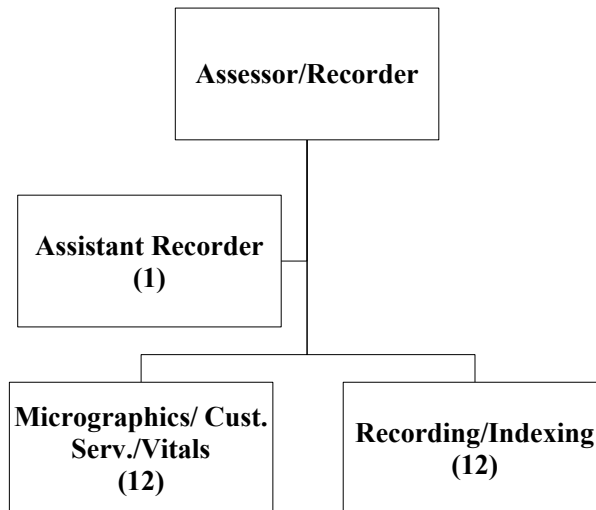 Assessor/Recorder
Assistant Recorder
(1)
Micrographics/ Cust.
Serv./Vitals
(12)
Recording/Indexing
(12)